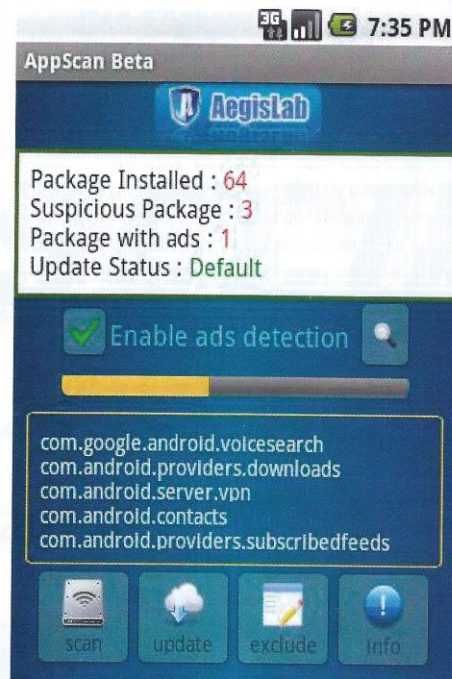 3G 7:35 PM
AppScan Beta
AegisLab
Package Installed : 64
Suspicious Package : 3
Package with ads : 1
Update Status : Default
Enable ads detection
com.google.android.voicesearch
com.android.providers.downloads
com.android.server.vpn
com.android.contacts
com.android.providers.subscribedfeeds
scan update exclude info